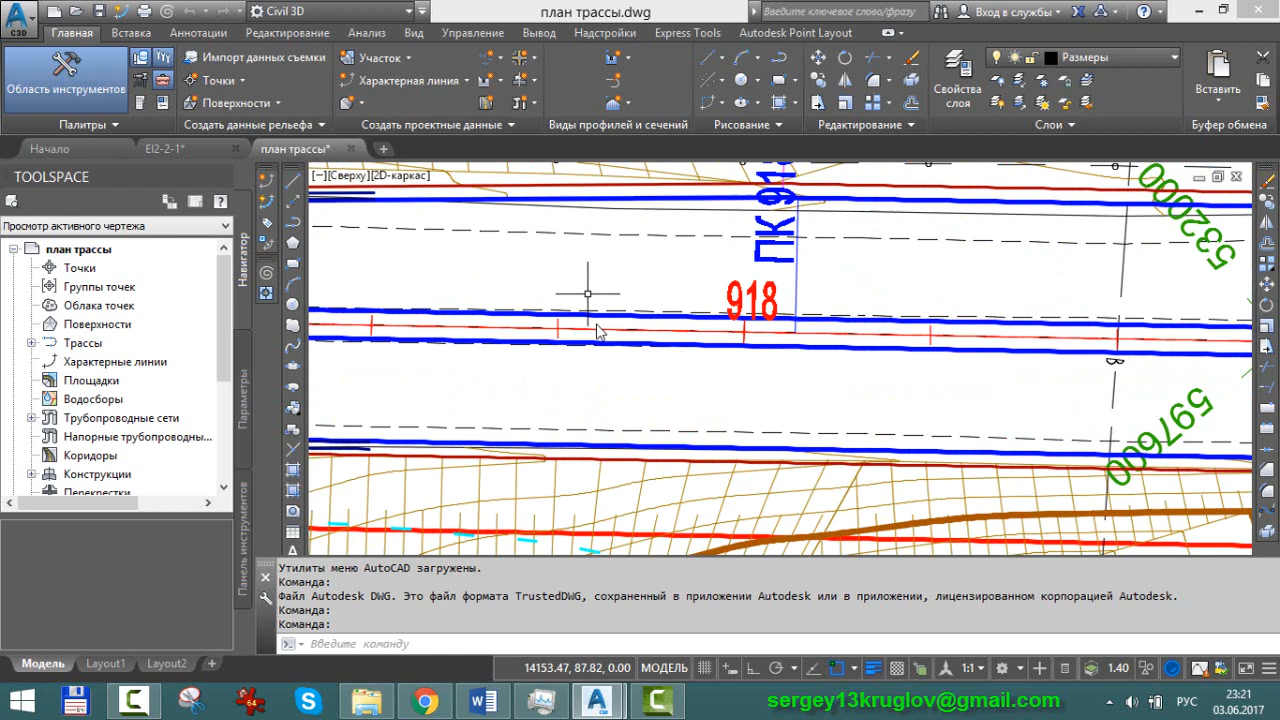 A
C3D
Civil 3D
план трассы.dwg
Введите ключевое слово/фразу
Вход в службы
Главная
Вставка
Аннотации
Редактирование
Анализ
Вид
Управление
Вывод
Надстройки
Express Tools
Autodesk Point Layout
Область инструментов
Импорт данных съемки
Точки
Поверхности
Участок
Характерная линия
Свойства
слоя
Размеры
Вставить
Палитры
Создать данные рельефа
Создать проектные данные
Виды профилей и сечений
Рисование
Редактирование
Слои
Буфер обмена
Начало
EI2-2-1*
план трассы*
TOOLSPACE
Просмотр активного чертежа
план трассы
Точки
Группы точек
Облака точек
Поверхности
Трассы
Характерные линии
Площадки
Водосборы
Трубопроводные сети
Напорные трубопроводны...
Коридоры
Конструкции
Перекрестки
Навигатор
Параметры
Панель инструментов
[−][Сверху][2D-каркас]
ПК 918
918
532000
597600
B
Утилиты меню AutoCAD загружены.
Команда:
Файл Autodesk DWG. Это файл формата TrustedDWG, сохраненный в приложении Autodesk или в приложении, лицензированном корпорацией Autodesk.
Команда:
Команда:
Введите команду
Модель
Layout1
Layout2
14153.47, 87.82, 0.00
МОДЕЛЬ
1:1
1.40
64
sergey13kruglov@gmail.com
РУС
23:21
03.06.2017